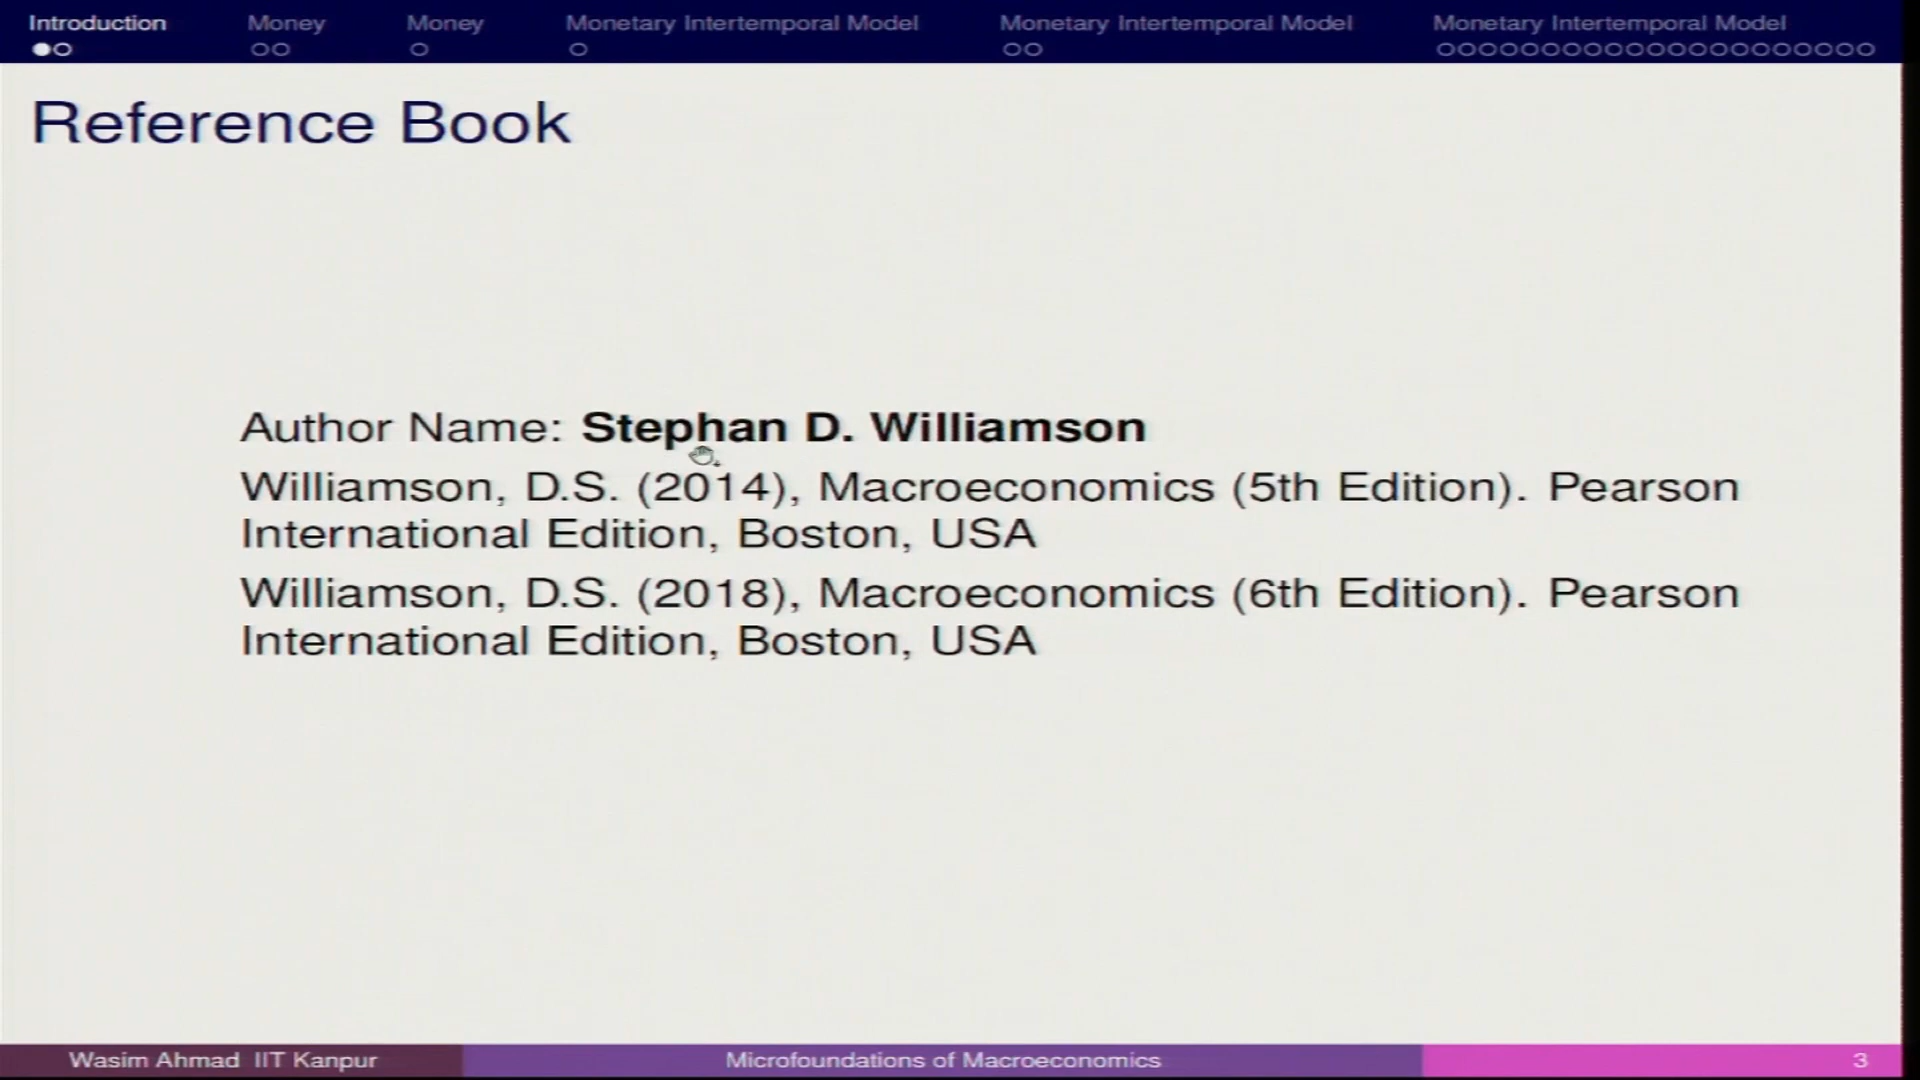 Introduction
Money
Money
Monetary Intertemporal Model
Monetary Intertemporal Model
Monetary Intertemporal Model
Reference Book
Author Name: Stephan D. Williamson
Williamson, D.S. (2014), Macroeconomics (5th Edition). Pearson
International Edition, Boston, USA
Williamson, D.S. (2018), Macroeconomics (6th Edition). Pearson
International Edition, Boston, USA
Wasim Ahmad IIT Kanpur
Microfoundations of Macroeconomics
3